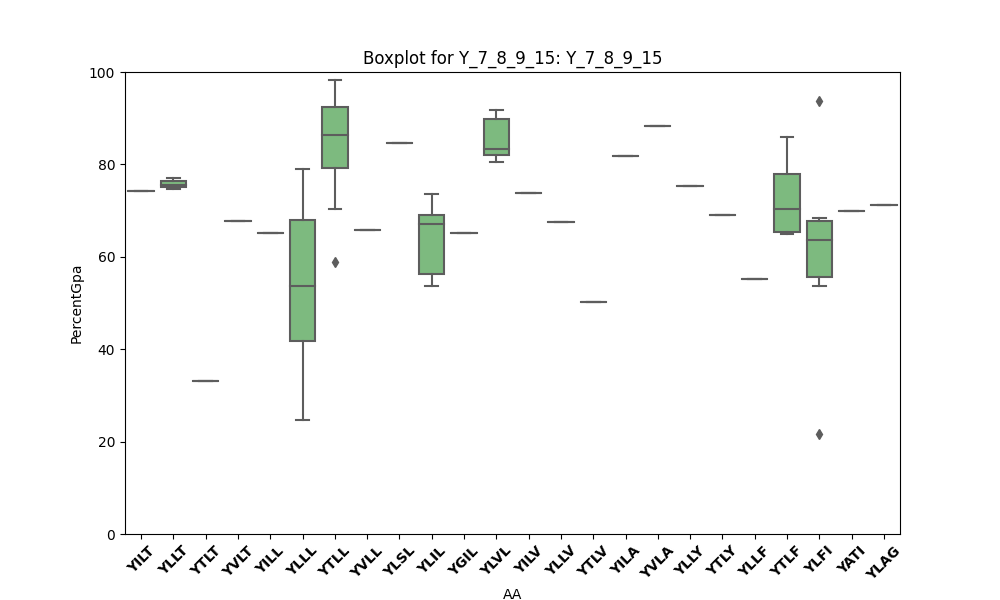 Boxplot for Y_7_8_9_15: Y_7_8_9_15
100
80
60
40
20
0
PercentGpa
YILT YLLT YTLT YVLT YILL YLLL YTLL YVLL YLSL YLIL YGIL YLVL YILV YLLV YTLV YILA YVLA YLLY YTLY YLLF YTLF YLFI YATI YLAG
AA